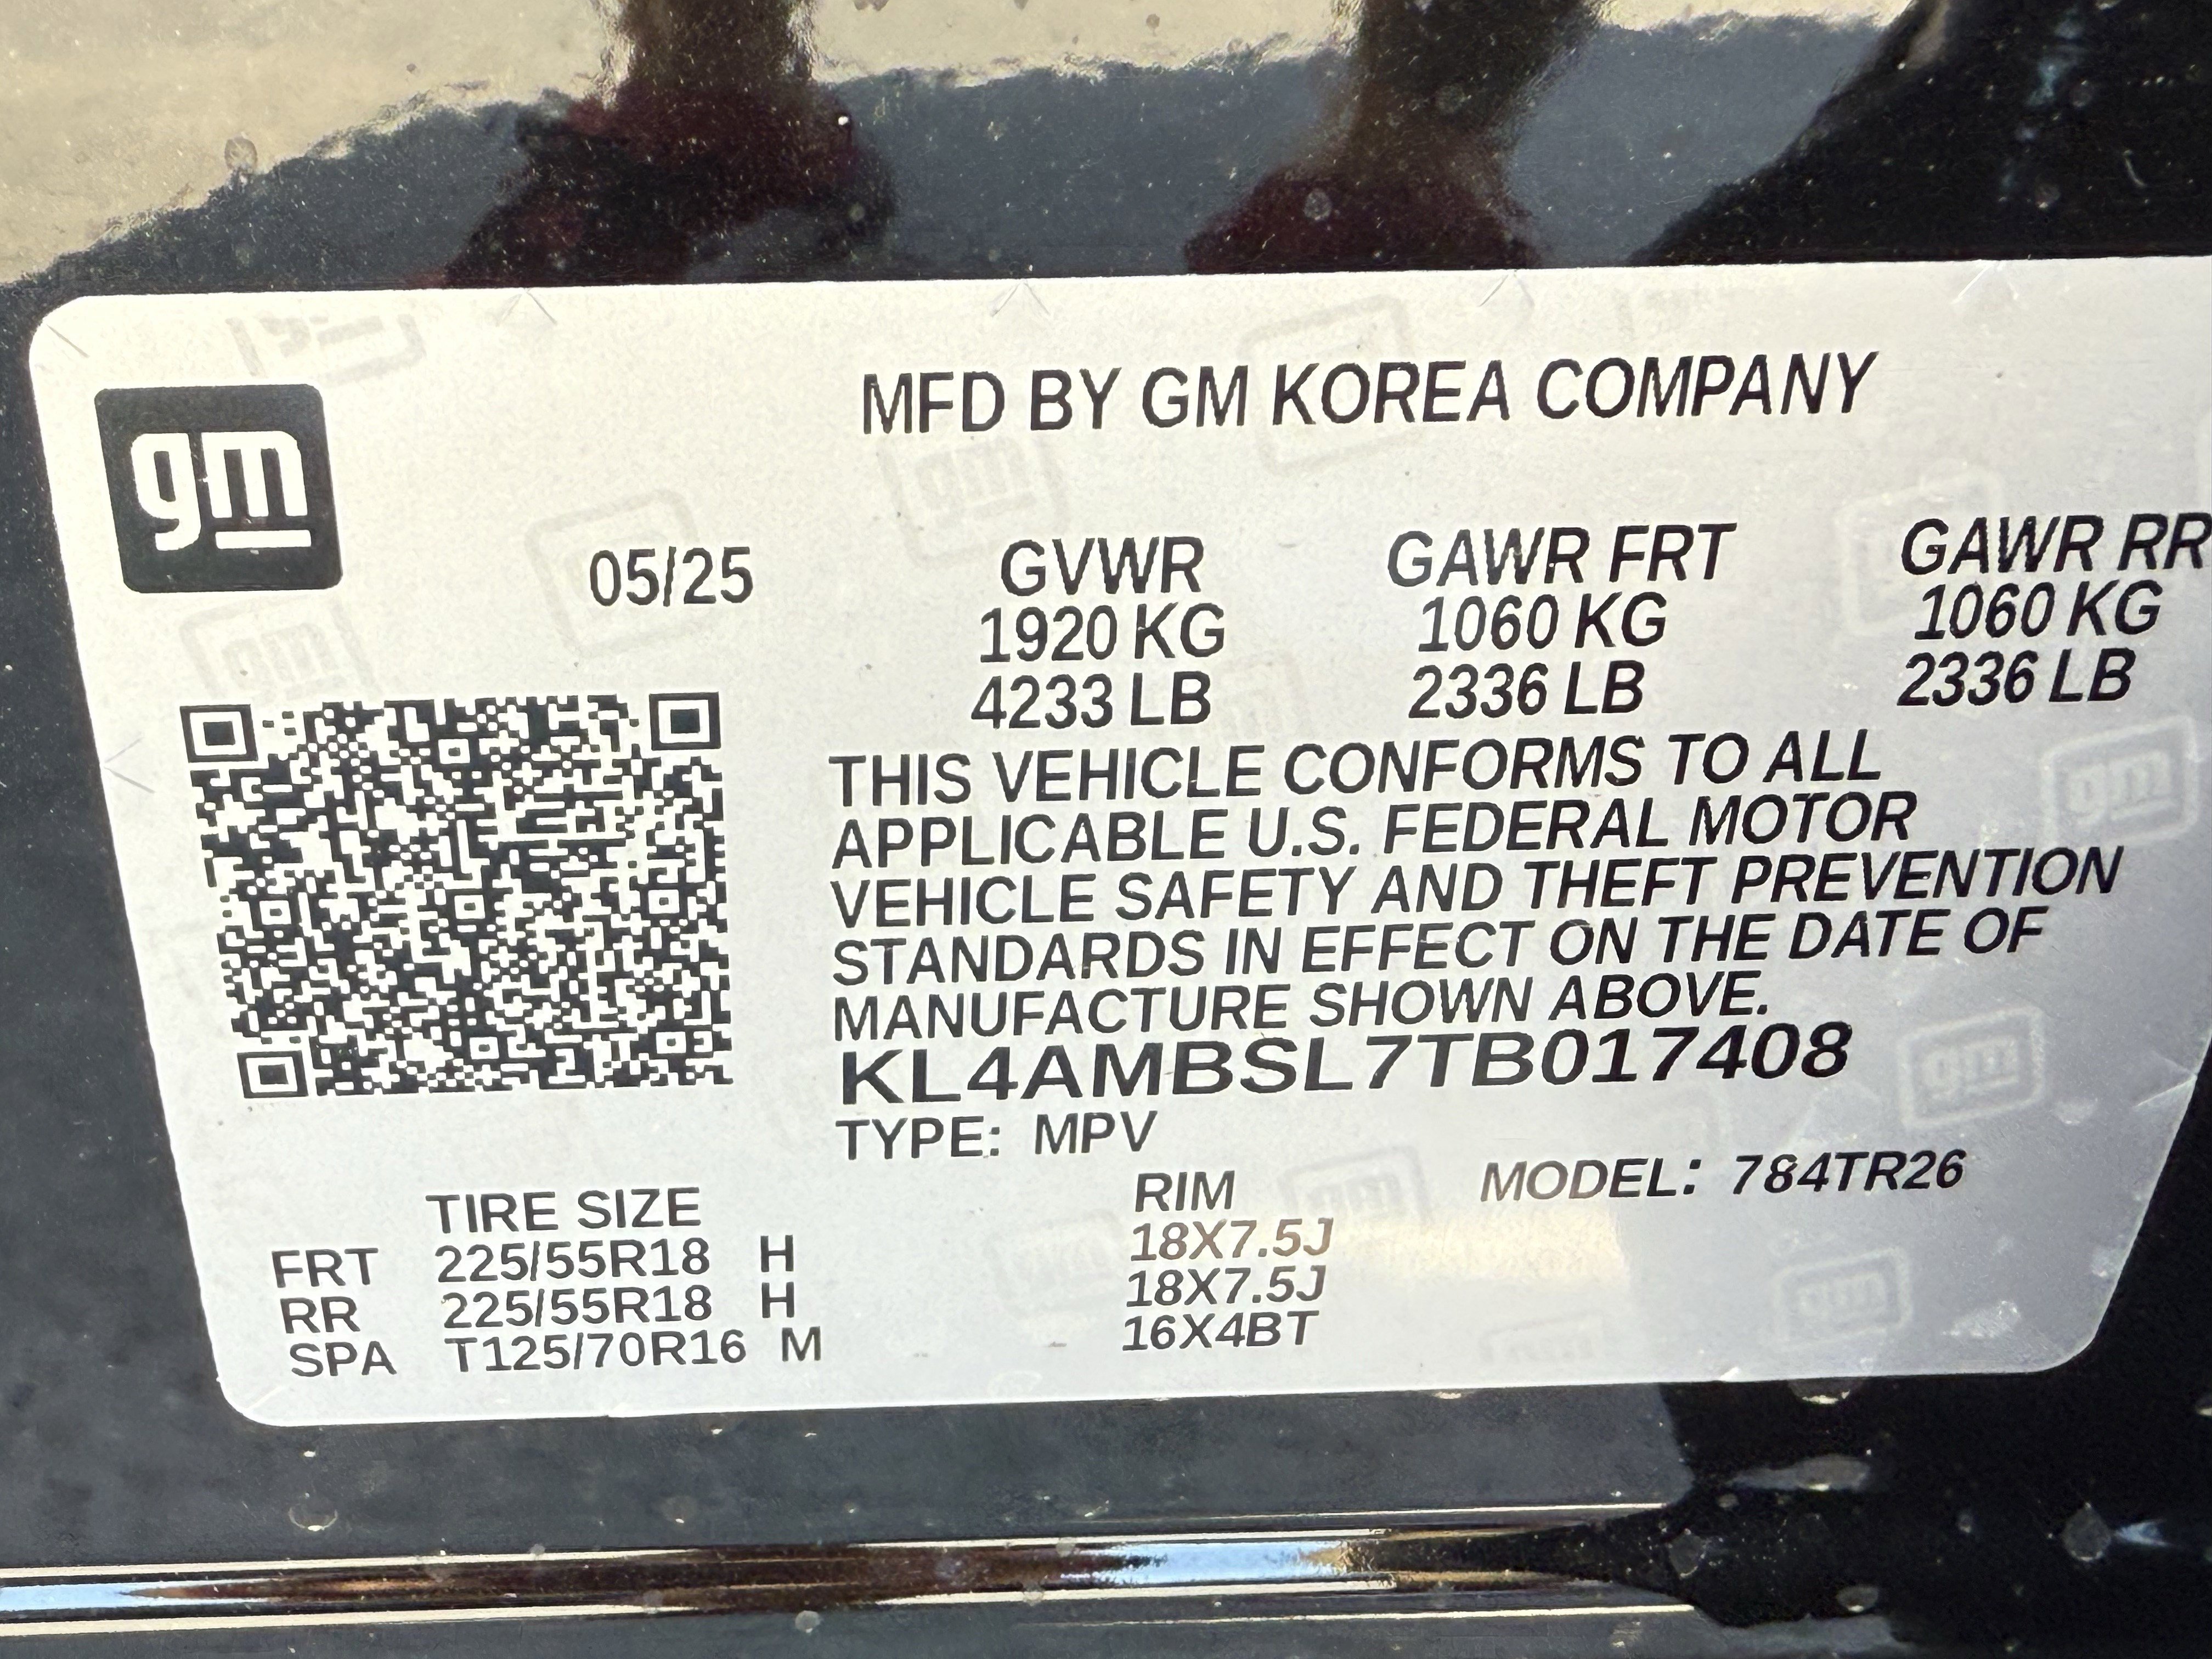 gm
MFD BY GM KOREA COMPANY
05/25
GVWR GAWR FRT GAWR RR
1920 KG 1060 KG 1060 KG
4233 LB 2336 LB 2336 LB
THIS VEHICLE CONFORMS TO ALL
APPLICABLE U.S. FEDERAL MOTOR
VEHICLE SAFETY AND THEFT PREVENTION
STANDARDS IN EFFECT ON THE DATE OF
MANUFACTURE SHOWN ABOVE.
KL4AMBSL7TB017408
TYPE: MPV
MODEL: 784TR26
TIRE SIZE RIM
FRT 225/55R18 H 18X7.5J
RR 225/55R18 H 18X7.5J
SPA T125/70R16 M 16X4BT